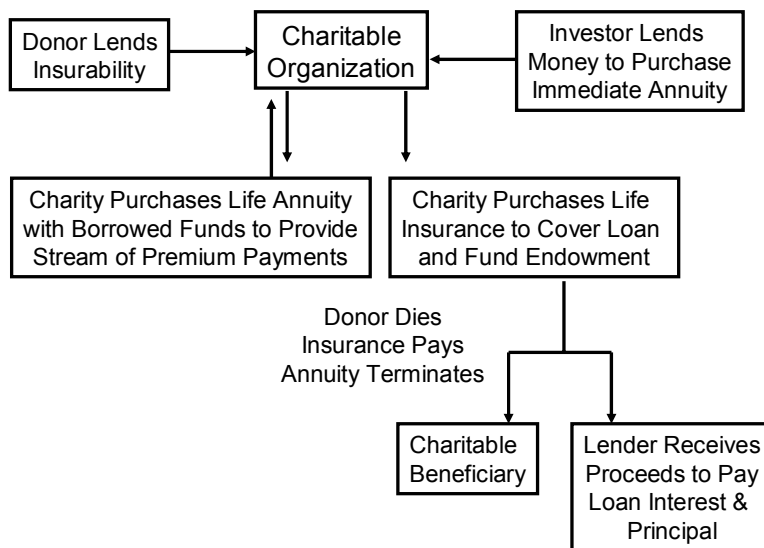 Donor Lends
Insurability
Charitable
Organization
Investor Lends
Money to Purchase
Immediate Annuity
Charity Purchases Life Annuity
with Borrowed Funds to Provide
Stream of Premium Payments
Charity Purchases Life
Insurance to Cover Loan
and Fund Endowment
Donor Dies
Insurance Pays
Annuity Terminates
Charitable
Beneficiary
Lender Receives
Proceeds to Pay
Loan Interest &
Principal